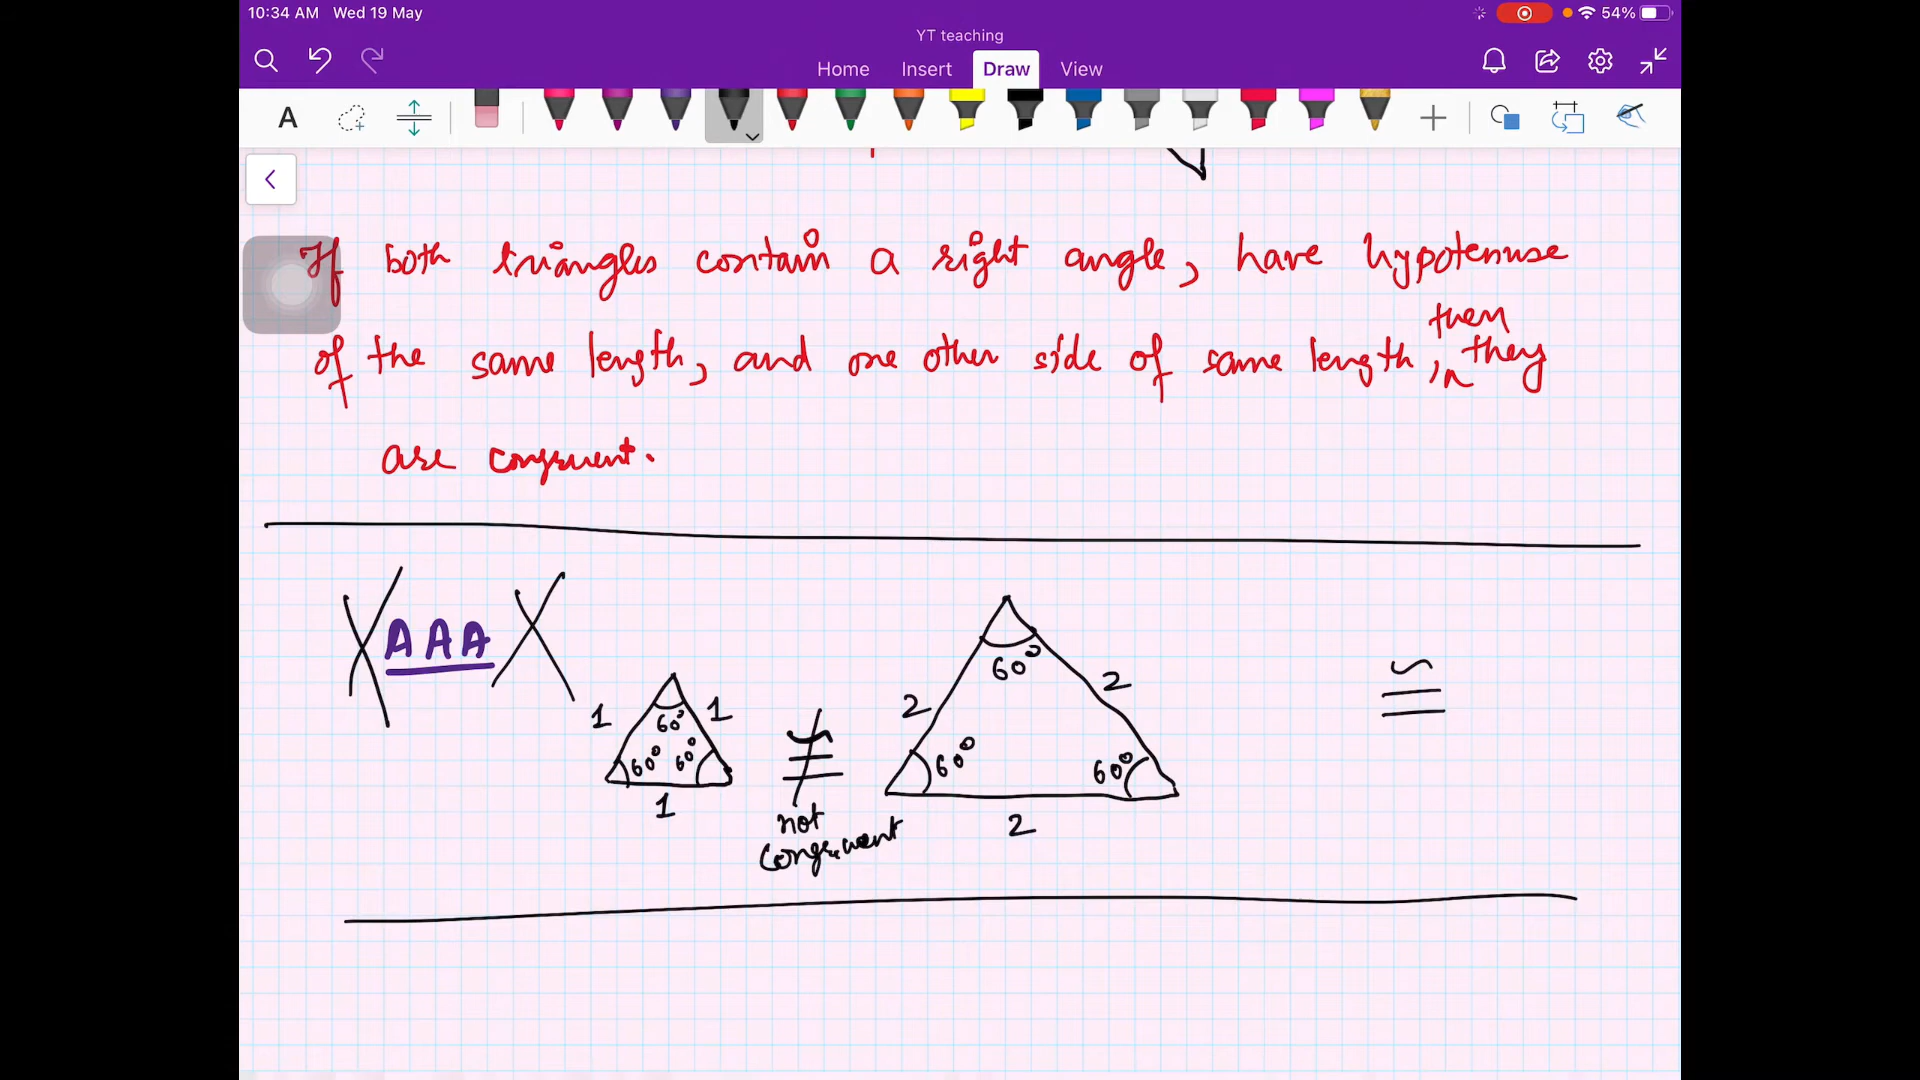 10:34 AM Wed 19 May
54%
YT teaching
Home Insert Draw View
A
If both triangles contain a right angle, have hypotenuse
then
of the same length, and one other side of same length, they
are congruent.
AAA
1 1
60°
60° 60°
1
≇
not
congruent
60°
2 2
60° 60°
2
≅